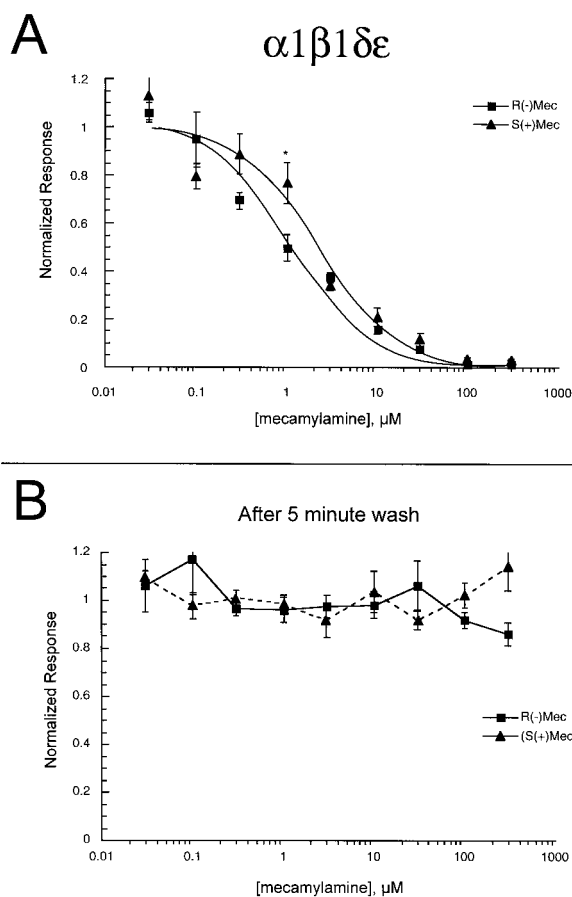 A
α1β1δε
1.2
1
0.8
0.6
0.4
0.2
0
Normalized Response
*
R(-)Mec
S(+)Mec
0.01 0.1 1 10 100 1000
[mecamylamine], µM
B
After 5 minute wash
1.2
1
0.8
0.6
0.4
0.2
0
Normalized Response
R(-)Mec
(S(+)Mec
0.01 0.1 1 10 100 1000
[mecamylamine], µM